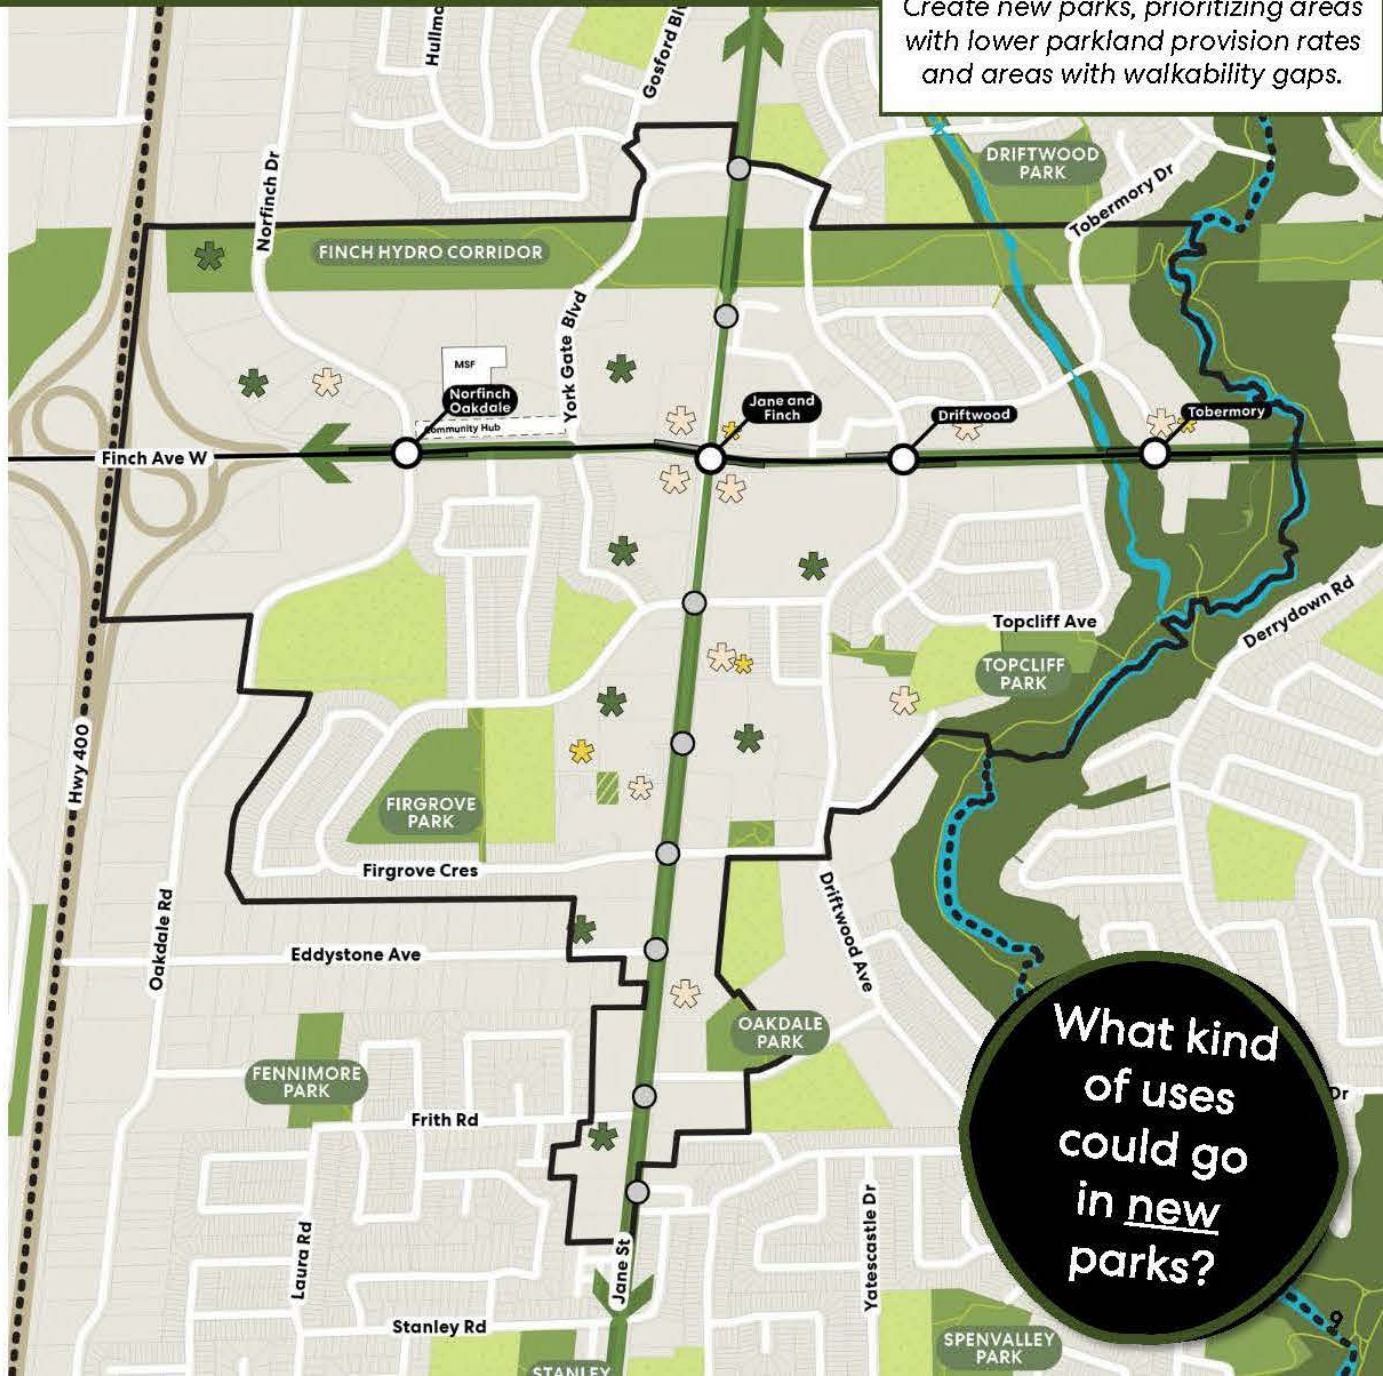 Create new parks, prioritizing areas
with lower parkland provision rates
and areas with walkability gaps.
Gosford
DRIFTWOOD
PARK
Tobermory Dr
Norfinch Dr
FINCH HYDRO CORRIDOR
York Gate Blvd
MSF
Norfinch
Oakdale
Community Hub
Jane and
Finch
Driftwood
Tobermory
Finch Ave W
Derrydown Rd
Topcliff Ave
TOPCLIFF
PARK
Hwy 400
FIRGROVE
PARK
Firgrove Cres
Driftwood Ave
Oakdale Rd
Eddystone Ave
OAKDALE
PARK
FENNIMORE
PARK
Frith Rd
What kind
of uses
could go
in new
parks?
Dr
Laura Rd
Jane St
Yatescastle Dr
Stanley Rd
SPENVALLEY
PARK
STANLEY
9